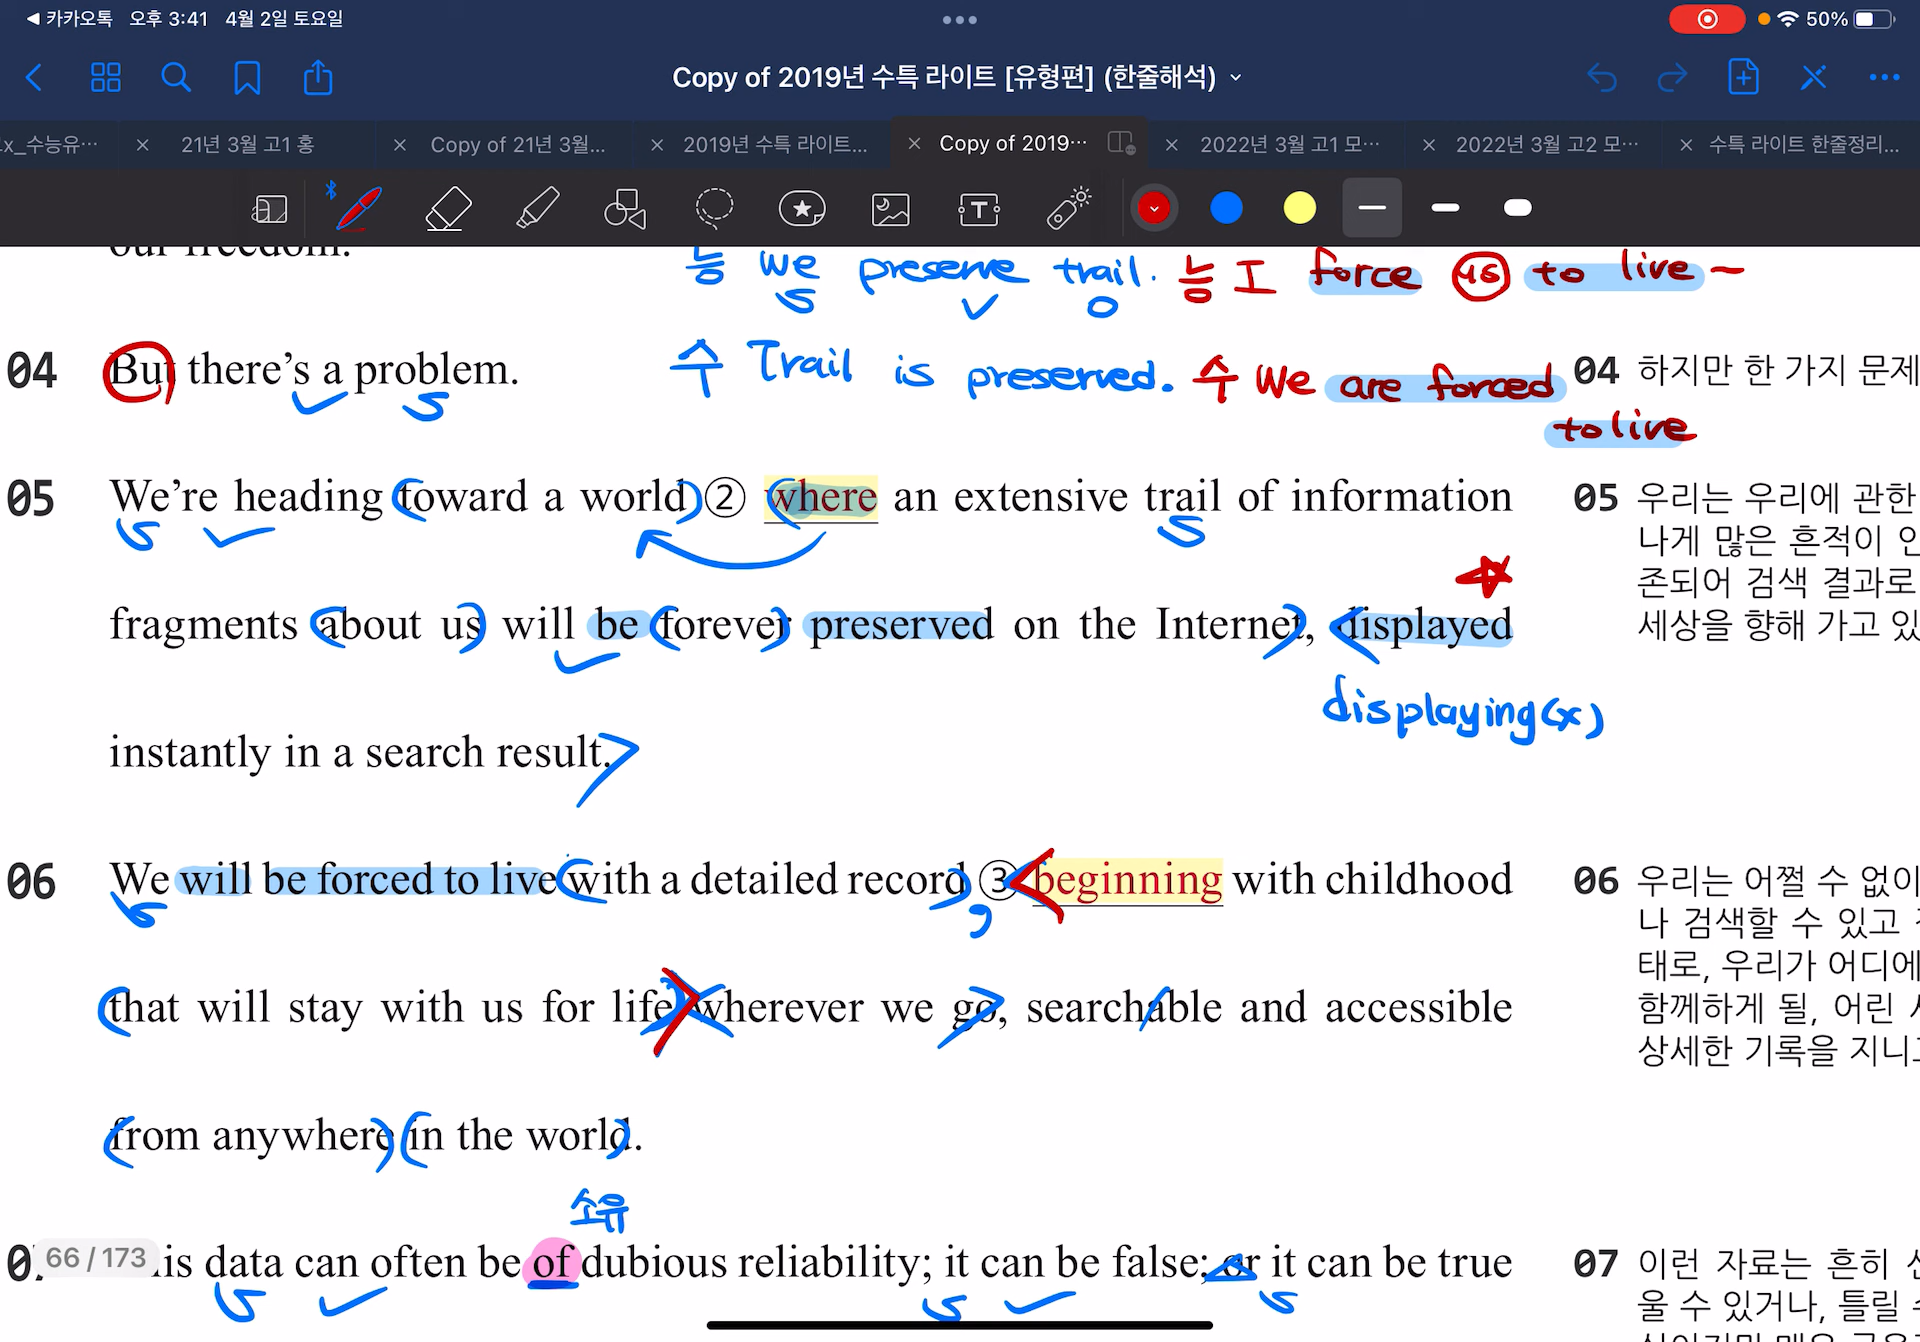 ◀ 카카오톡 오후 3:41 4월 2일 토요일 50%
Copy of 2019년 수특 라이트 [유형편] (한줄해석)
x_수능유… 21년 3월 고1 홍 Copy of 21년 3월... 2019년 수특 라이트... Copy of 2019… 2022년 3월 고1 모… 2022년 3월 고2 모… 수특 라이트 한줄정리...
our freedom.
능 we preserve trail. 능 I force us to live ~
S V O
수 Trail is preserved. 수 we are forced
to live
04 But there's a problem.
04 하지만 한 가지 문제
05 We're heading toward a world ② where an extensive trail of information
fragments about us will be forever preserved on the Internet, displayed
displaying(x)
instantly in a search result.
05 우리는 우리에 관한
나게 많은 흔적이 인
존되어 검색 결과로
세상을 향해 가고 있
06 We will be forced to live with a detailed record, ③ beginning with childhood
that will stay with us for life wherever we go, searchable and accessible
from anywhere in the world.
06 우리는 어쩔 수 없이
나 검색할 수 있고
태로, 우리가 어디에
함께하게 될, 어린
상세한 기록을 지니고
소유
is data can often be of dubious reliability; it can be false; or it can be true
66 / 173
07 이런 자료는 흔히
울 수 있거나, 틀릴